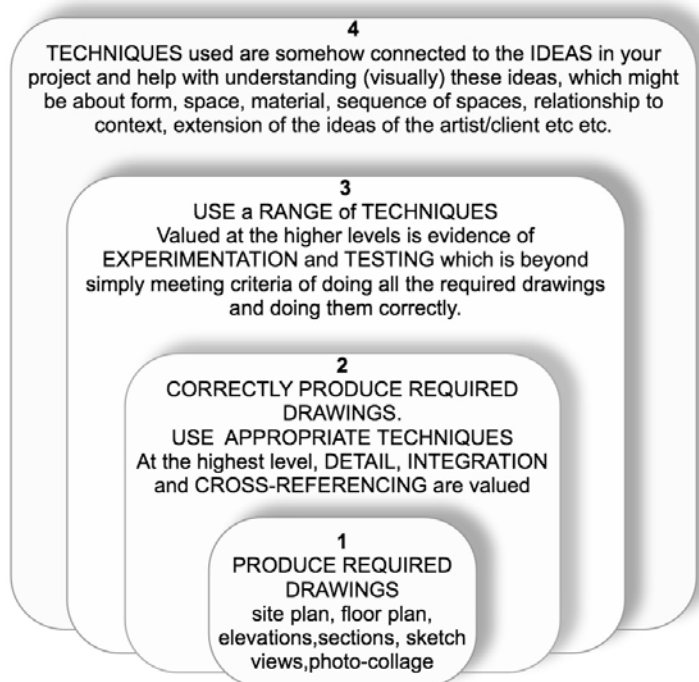 4
TECHNIQUES used are somehow connected to the IDEAS in your
project and help with understanding (visually) these ideas, which might
be about form, space, material, sequence of spaces, relationship to
context, extension of the ideas of the artist/client etc etc.
3
USE a RANGE of TECHNIQUES
Valued at the higher levels is evidence of
EXPERIMENTATION and TESTING which is beyond
simply meeting criteria of doing all the required drawings
and doing them correctly.
2
CORRECTLY PRODUCE REQUIRED
DRAWINGS.
USE APPROPRIATE TECHNIQUES
At the highest level, DETAIL, INTEGRATION
and CROSS-REFERENCING are valued
1
PRODUCE REQUIRED
DRAWINGS
site plan, floor plan,
elevations,sections, sketch
views,photo-collage